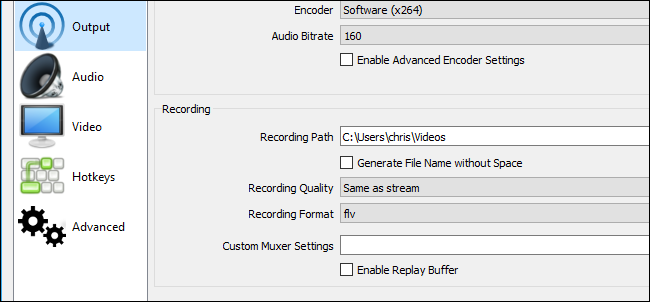 Output
Audio
Video
Hotkeys
Advanced
Encoder Software (x264)
Audio Bitrate 160
Enable Advanced Encoder Settings
Recording
Recording Path C:\Users\chris\Videos
Generate File Name without Space
Recording Quality Same as stream
Recording Format flv
Custom Muxer Settings
Enable Replay Buffer